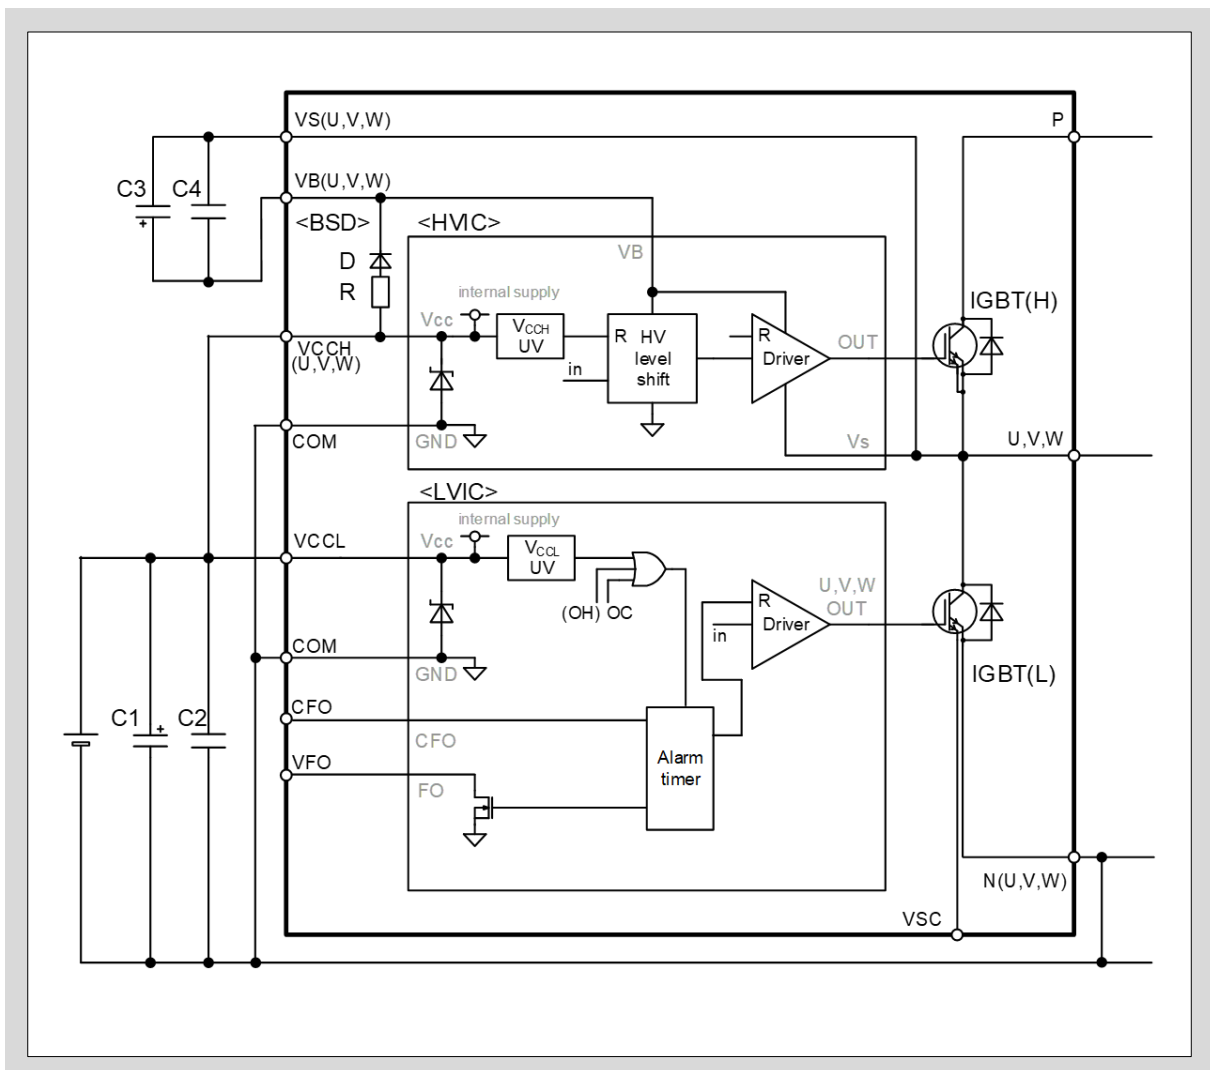 VS(U,V,W)
P
VB(U,V,W)
C3
C4
+
<BSD>
<HVIC>
VB
D
R
internal supply
IGBT(H)
Vcc
VCCH
UV
R HV
level
shift
R
Driver
OUT
VCCH
(U,V,W)
in
COM
GND
Vs
U,V,W
<LVIC>
internal supply
VCCL
Vcc
VCCL
UV
(OH) OC
R
Driver
in
U,V,W
OUT
COM
GND
IGBT(L)
CFO
C1
+
C2
CFO
VFO
FO
Alarm
timer
N(U,V,W)
VSC